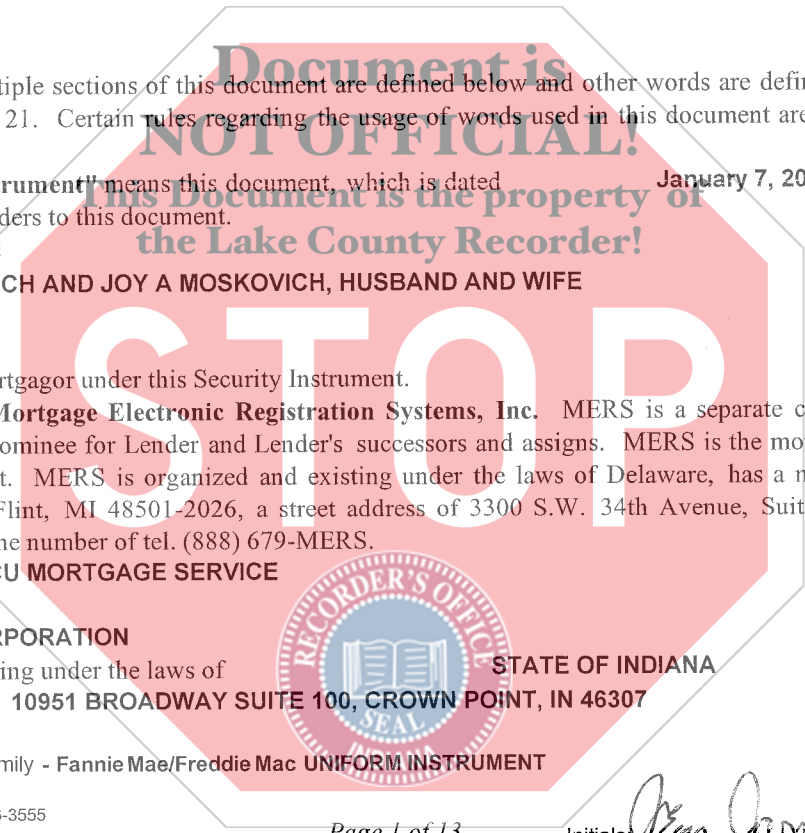 Document is
tiple sections of this document are defined below and other words are defin
21. Certain rules regarding the usage of words used in this document are
NOT OFFICIAL!
rument" means this document, which is dated January 7, 20
This Document is the property of
ders to this document.
the Lake County Recorder!
CH AND JOY A MOSKOVICH, HUSBAND AND WIFE
STOP
rtgagor under this Security Instrument.
Mortgage Electronic Registration Systems, Inc. MERS is a separate c
ominee for Lender and Lender's successors and assigns. MERS is the mo
t. MERS is organized and existing under the laws of Delaware, has a m
Flint, MI 48501-2026, a street address of 3300 S.W. 34th Avenue, Suit
ne number of tel. (888) 679-MERS.
CU MORTGAGE SERVICE
RPORATION
ing under the laws of STATE OF INDIANA
10951 BROADWAY SUITE 100, CROWN POINT, IN 46307
RECORDER'S OFFICE
SEAL
INDIANA
mily - Fannie Mae/Freddie Mac UNIFORM INSTRUMENT
-3555
Page 1 of 13
Initials